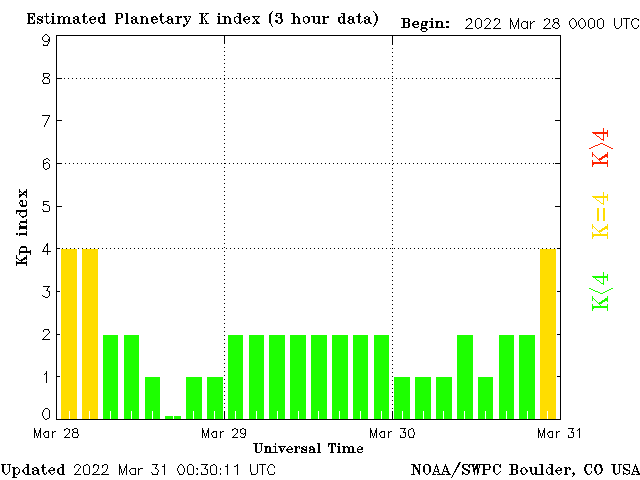 Estimated Planetary K index (3 hour data) Begin: 2022 Mar 28 0000 UTC
9
8
7
6
5
4
3
2
1
0
Kp index
K>4
K=4
K<4
Mar 28 Mar 29 Mar 30 Mar 31
Universal Time
Updated 2022 Mar 31 00:30:11 UTC NOAA/SWPC Boulder, CO USA